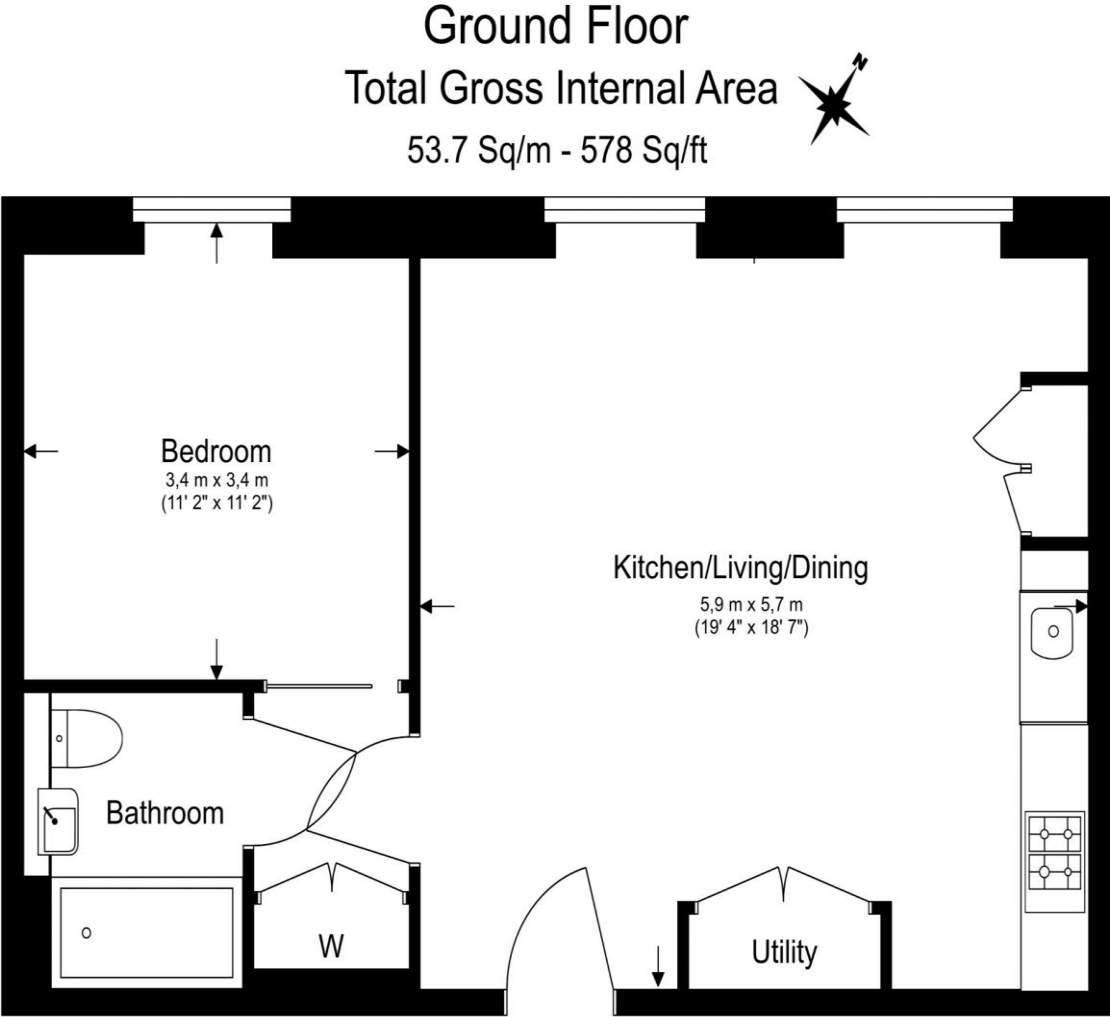 Ground Floor
Total Gross Internal Area
N
53.7 Sq/m - 578 Sq/ft
Bedroom
3,4 m x 3,4 m
(11' 2" x 11' 2")
Kitchen/Living/Dining
5,9 m x 5,7 m
(19' 4" x 18' 7")
Bathroom
W
Utility